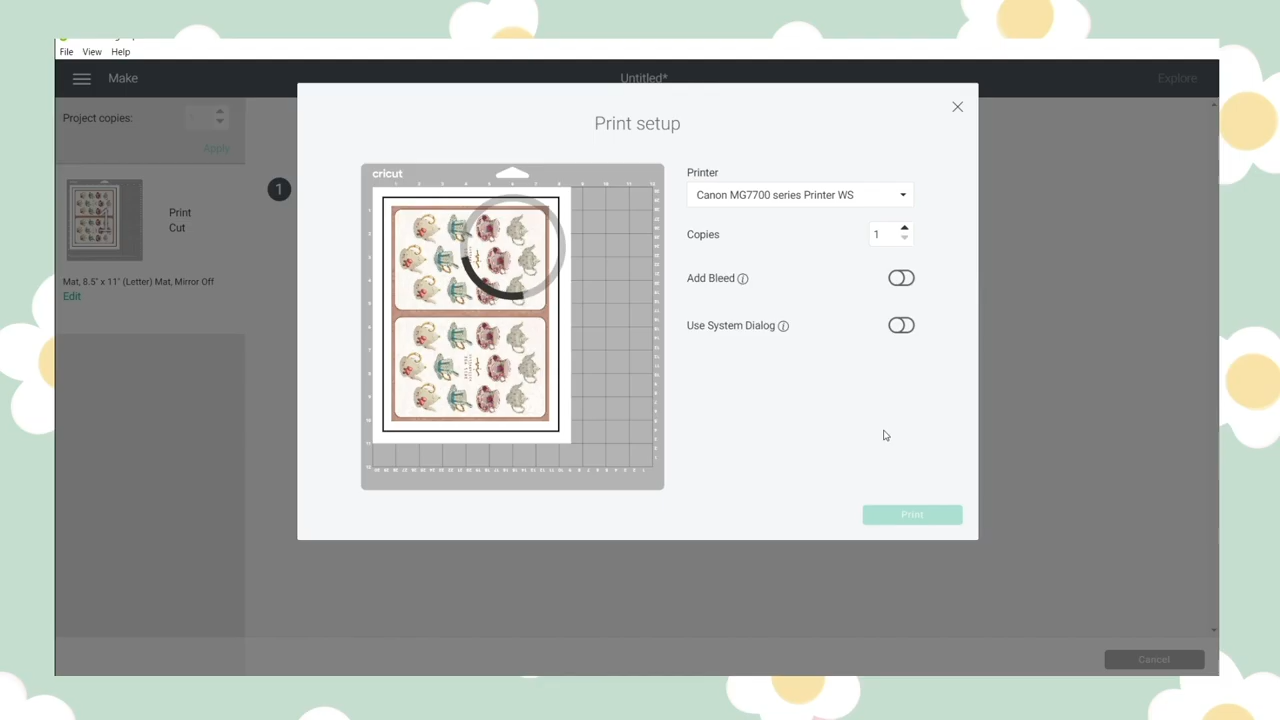 File View Help
Make
Untitled*
Explore
Project copies:
Apply
1
Print
Cut
Mat, 8.5" x 11" (Letter) Mat, Mirror Off
Edit
Print setup
cricut
Printer
Canon MG7700 series Printer WS
Copies
1
Add Bleed
Use System Dialog
Print
Cancel